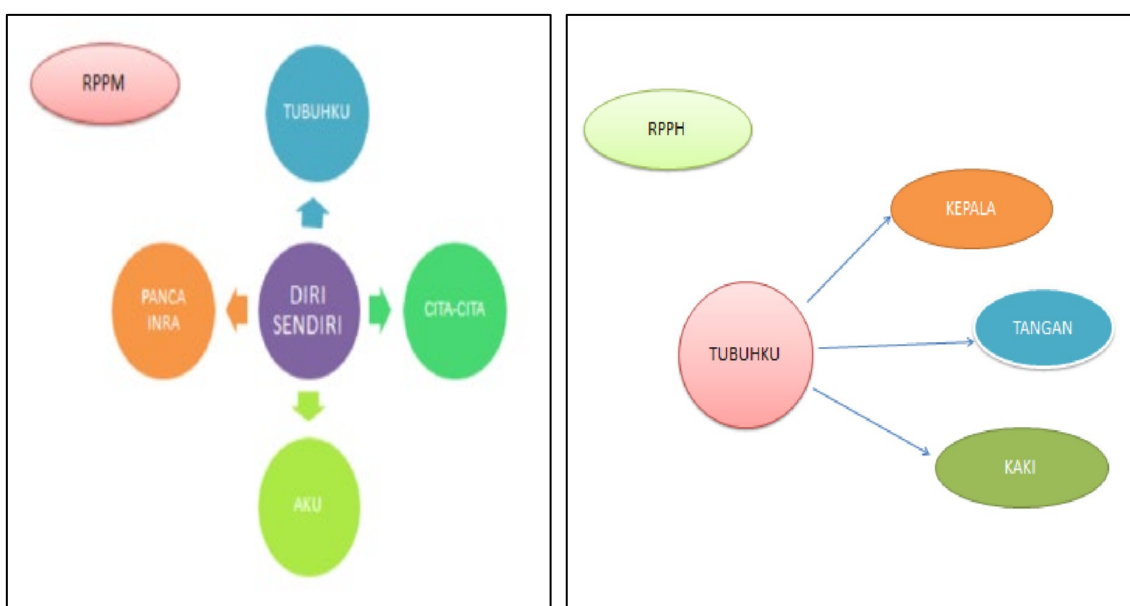 RPPM
TUBUHKU
PANCA
INRA
DIRI
SENDIRI
CITA-CITA
AKU
RPPH
KEPALA
TUBUHKU
TANGAN
KAKI